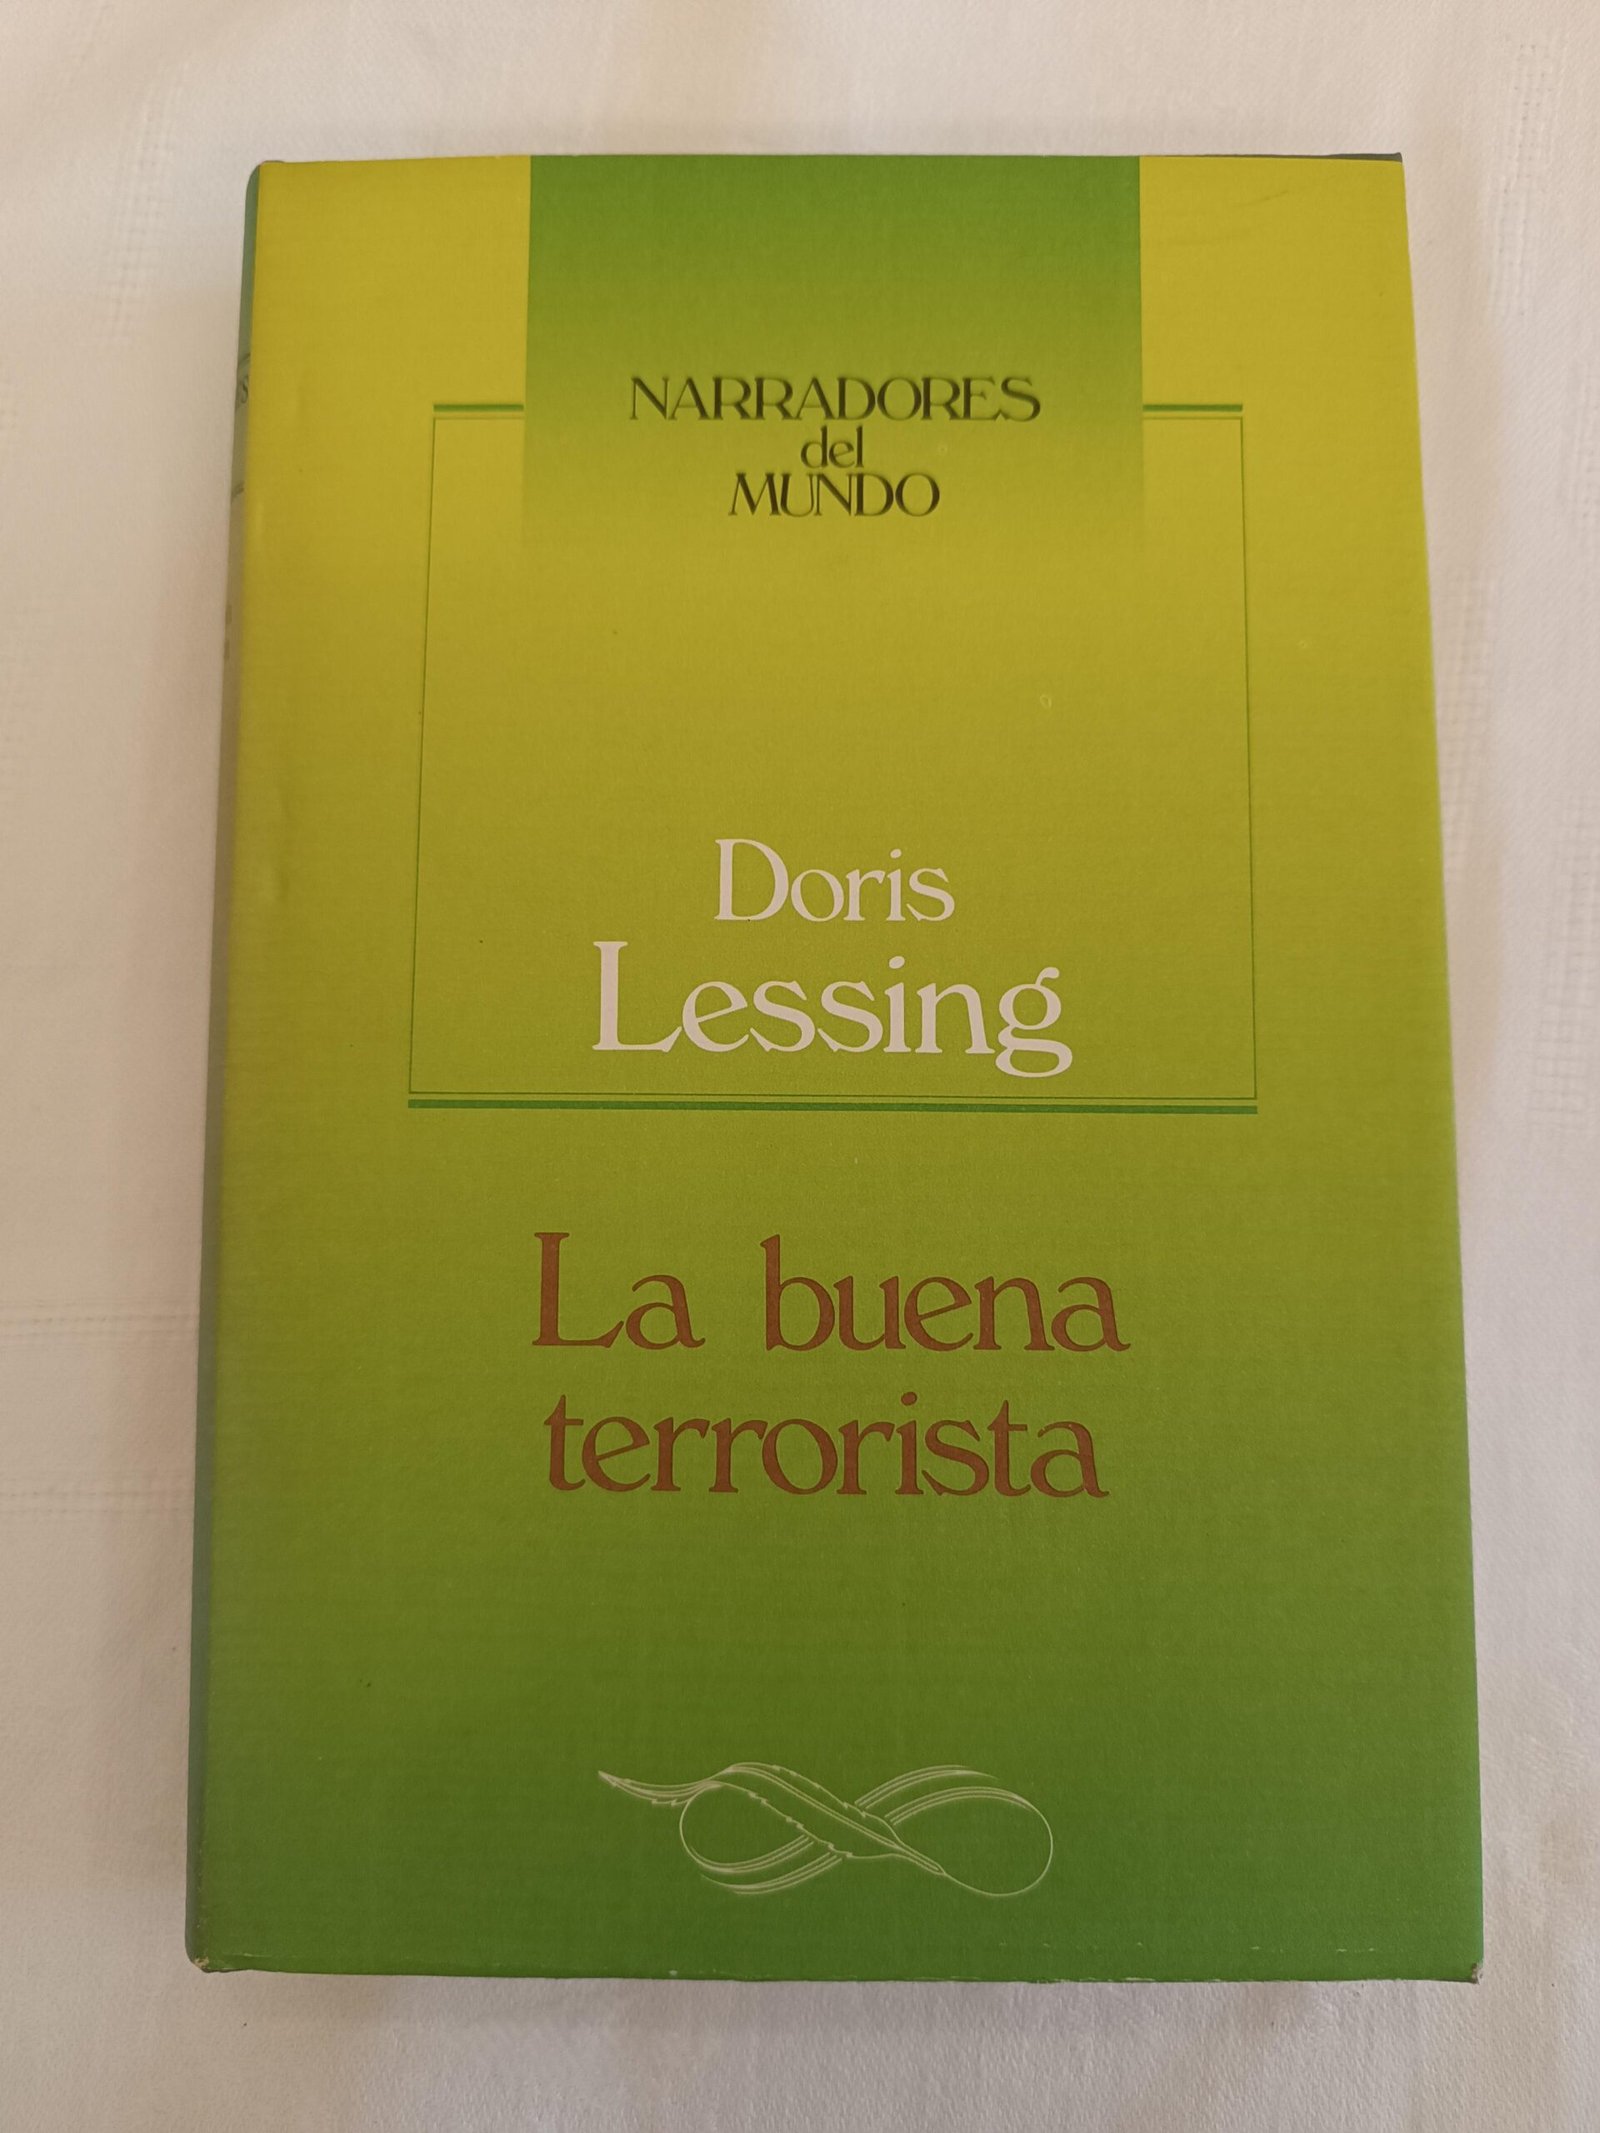 NARRADORES
del
MUNDO
Doris
Lessing
La buena
terrorista